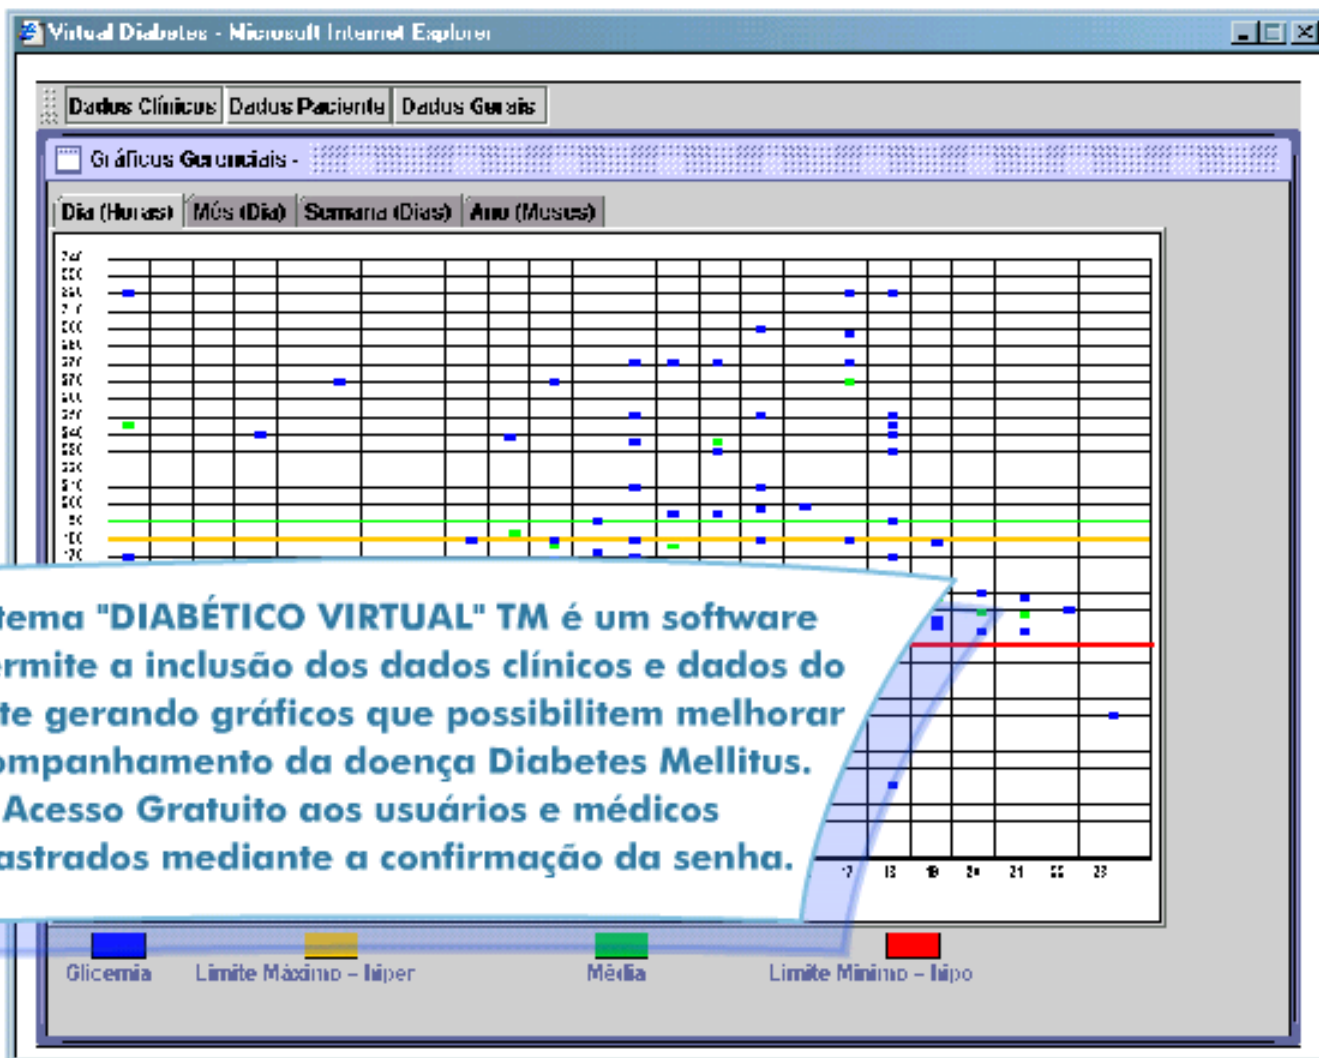 Virtual Diabetes - Microsoft Internet Explorer
Dados Clínicos Dados Paciente Dados Gerais
Gráficos Gerenciais -
Dia (Horas) Mês (Dia) Semana (Dias) Ano (Meses)
tema "DIABÉTICO VIRTUAL" TM é um software
ermite a inclusão dos dados clínicos e dados do
te gerando gráficos que possibilitem melhorar
ompanhamento da doença Diabetes Mellitus.
Acesso Gratuito aos usuários e médicos
astrados mediante a confirmação da senha.
17 18 19 20 21 22 23
Glicemia Limite Máximo - hiper Média Limite Mínimo - hipo